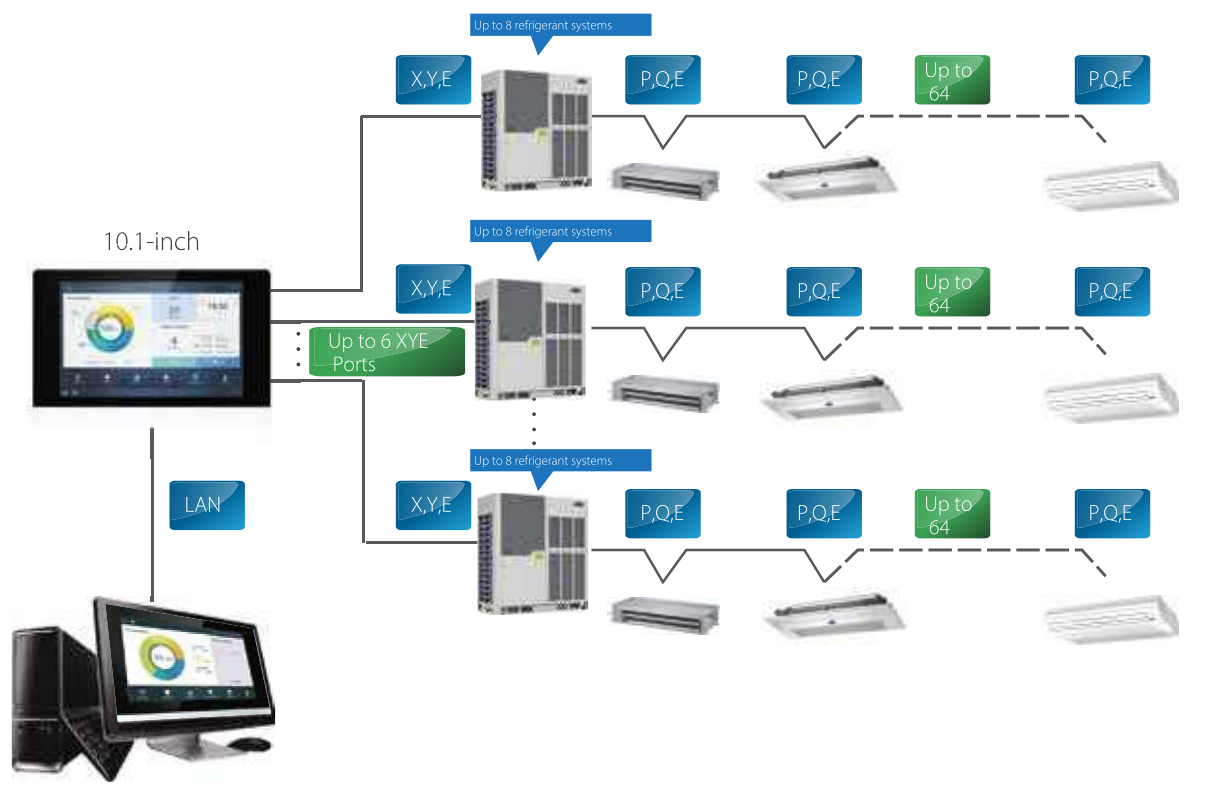 Up to 8 refrigerant systems
X,Y,E
P,Q,E
P,Q,E
Up to
64
P,Q,E
10.1-inch
Up to 8 refrigerant systems
X,Y,E
P,Q,E
P,Q,E
Up to
64
P,Q,E
Up to 6 XYE
Ports
Up to 8 refrigerant systems
LAN
X,Y,E
P,Q,E
P,Q,E
Up to
64
P,Q,E